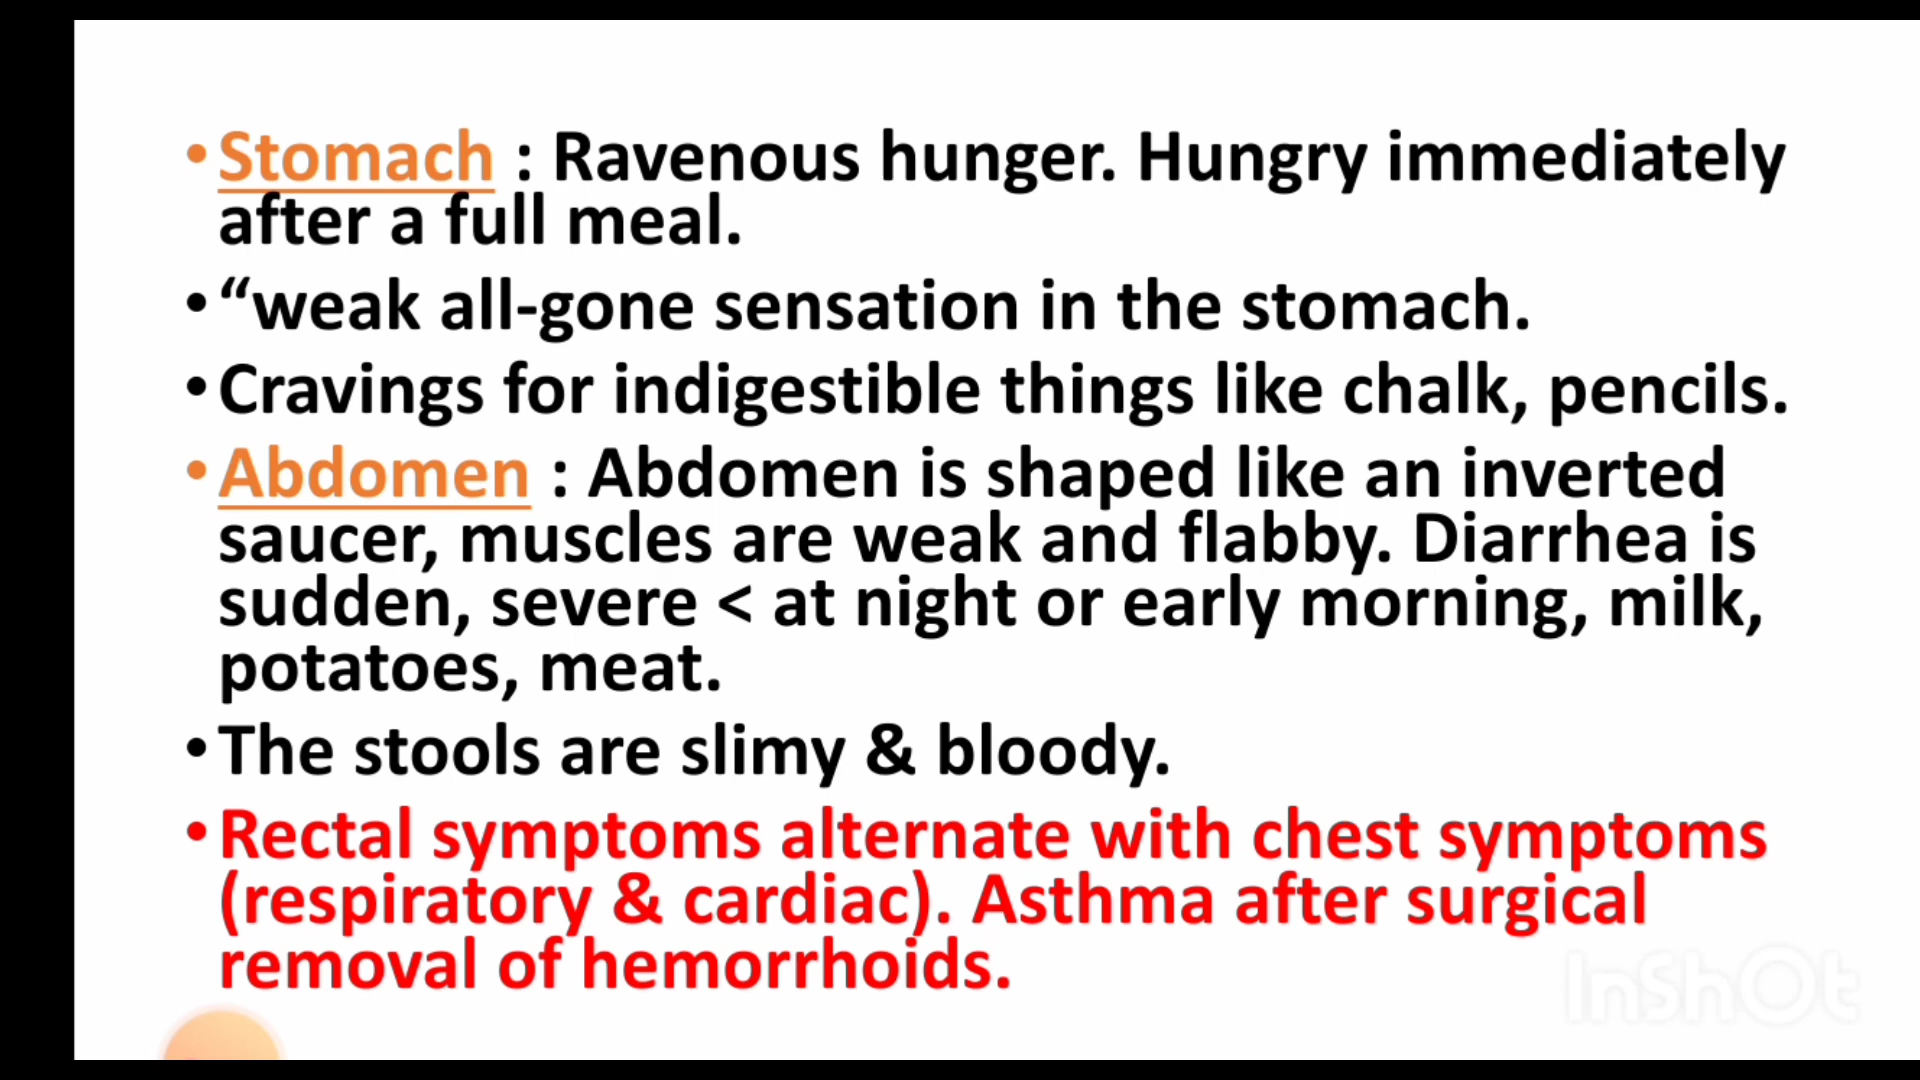 •Stomach : Ravenous hunger. Hungry immediately
after a full meal.
•“weak all-gone sensation in the stomach.
•Cravings for indigestible things like chalk, pencils.
•Abdomen : Abdomen is shaped like an inverted
saucer, muscles are weak and flabby. Diarrhea is
sudden, severe < at night or early morning, milk,
potatoes, meat.
•The stools are slimy & bloody.
•Rectal symptoms alternate with chest symptoms
(respiratory & cardiac). Asthma after surgical
removal of hemorrhoids.
InShOt